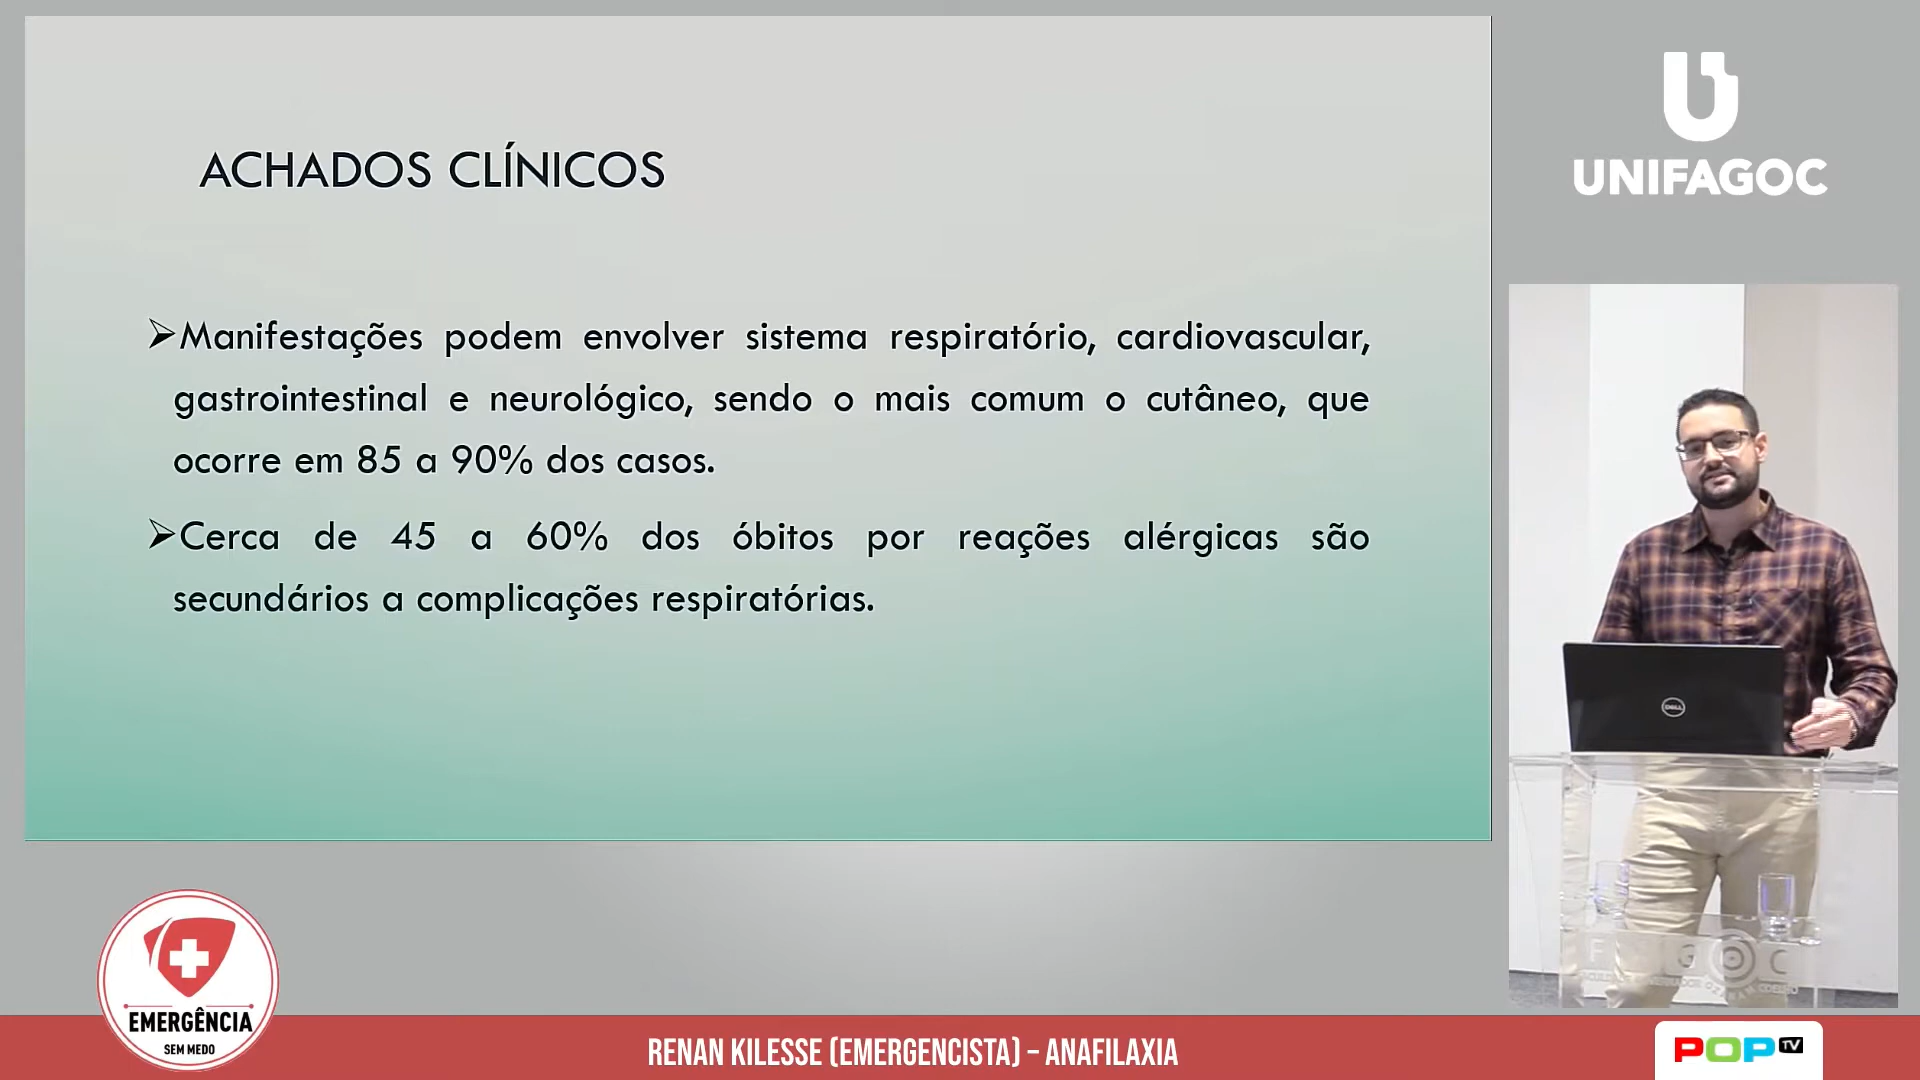 ACHADOS CLÍNICOS
➢Manifestações podem envolver sistema respiratório, cardiovascular,
gastrointestinal e neurológico, sendo o mais comum o cutâneo, que
ocorre em 85 a 90% dos casos.
➢Cerca de 45 a 60% dos óbitos por reações alérgicas são
secundários a complicações respiratórias.
UNIFAGOC
DELL
EMERGÊNCIA
SEM MEDO
RENAN KILESSE (EMERGENCISTA) – ANAFILAXIA
POP TV